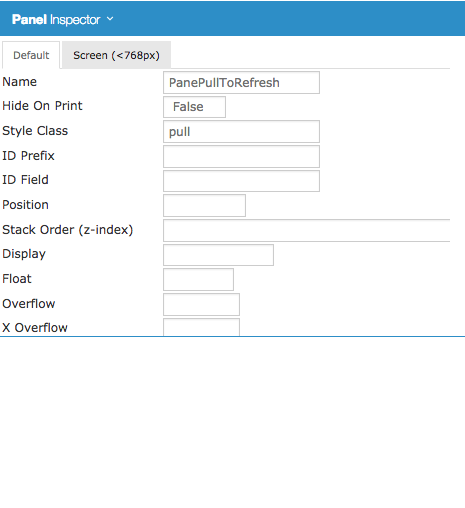 Panel Inspector
Default Screen (<768px)
Name PanePullToRefresh
Hide On Print False
Style Class pull
ID Prefix
ID Field
Position
Stack Order (z-index)
Display
Float
Overflow
X Overflow